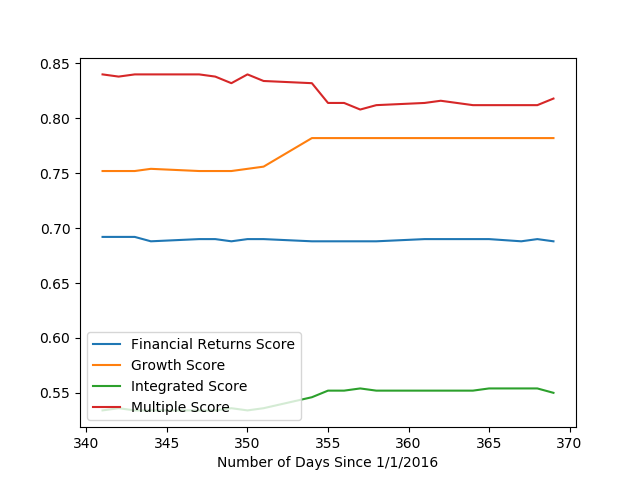 0.85
0.80
0.75
0.70
0.65
0.60
0.55
Financial Returns Score
Growth Score
Integrated Score
Multiple Score
340 345 350 355 360 365 370
Number of Days Since 1/1/2016